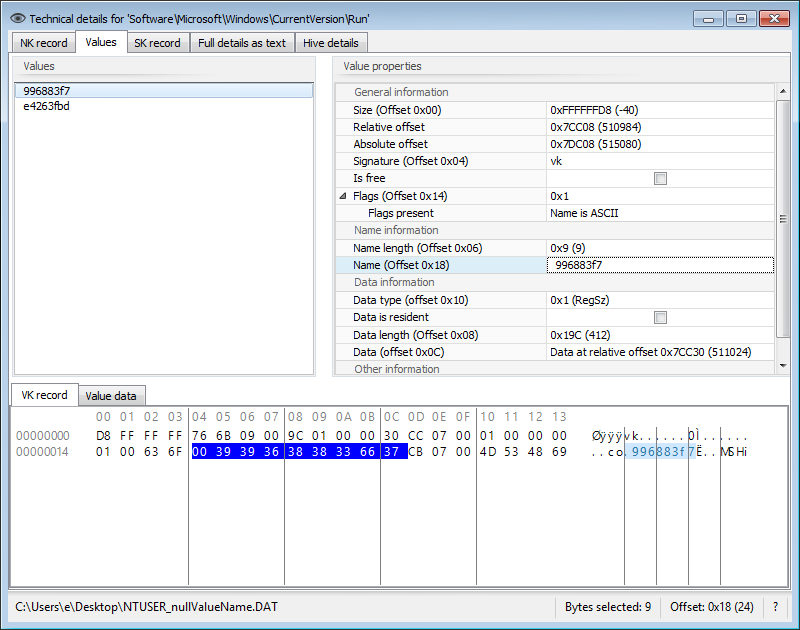 Technical details for 'Software\Microsoft\Windows\CurrentVersion\Run'
NK record Values SK record Full details as text Hive details
Values
996883f7
e4263fbd
Value properties
General information
Size (Offset 0x00) 0xFFFFFFD8 (-40)
Relative offset 0x7CC08 (510984)
Absolute offset 0x7DC08 (515080)
Signature (Offset 0x04) vk
Is free
Flags (Offset 0x14) 0x1
Flags present Name is ASCII
Name information
Name length (Offset 0x06) 0x9 (9)
Name (Offset 0x18) 996883f7
Data information
Data type (offset 0x10) 0x1 (RegSz)
Data is resident
Data length (Offset 0x08) 0x19C (412)
Data (offset 0x0C) Data at relative offset 0x7CC30 (511024)
Other information
VK record Value data
00 01 02 03 04 05 06 07 08 09 0A 0B 0C 0D 0E 0F 10 11 12 13
00000000 D8 FF FF FF 76 6B 09 00 9C 01 00 00 30 CC 07 00 01 00 00 00 Øÿÿÿvk......0Ì......
00000014 01 00 63 6F 00 39 39 36 38 38 33 66 37 CB 07 00 4D 53 48 69 ..co.996883f7Ë..MSHi
C:\Users\e\Desktop\NTUSER_nullValueName.DAT Bytes selected: 9 Offset: 0x18 (24) ?